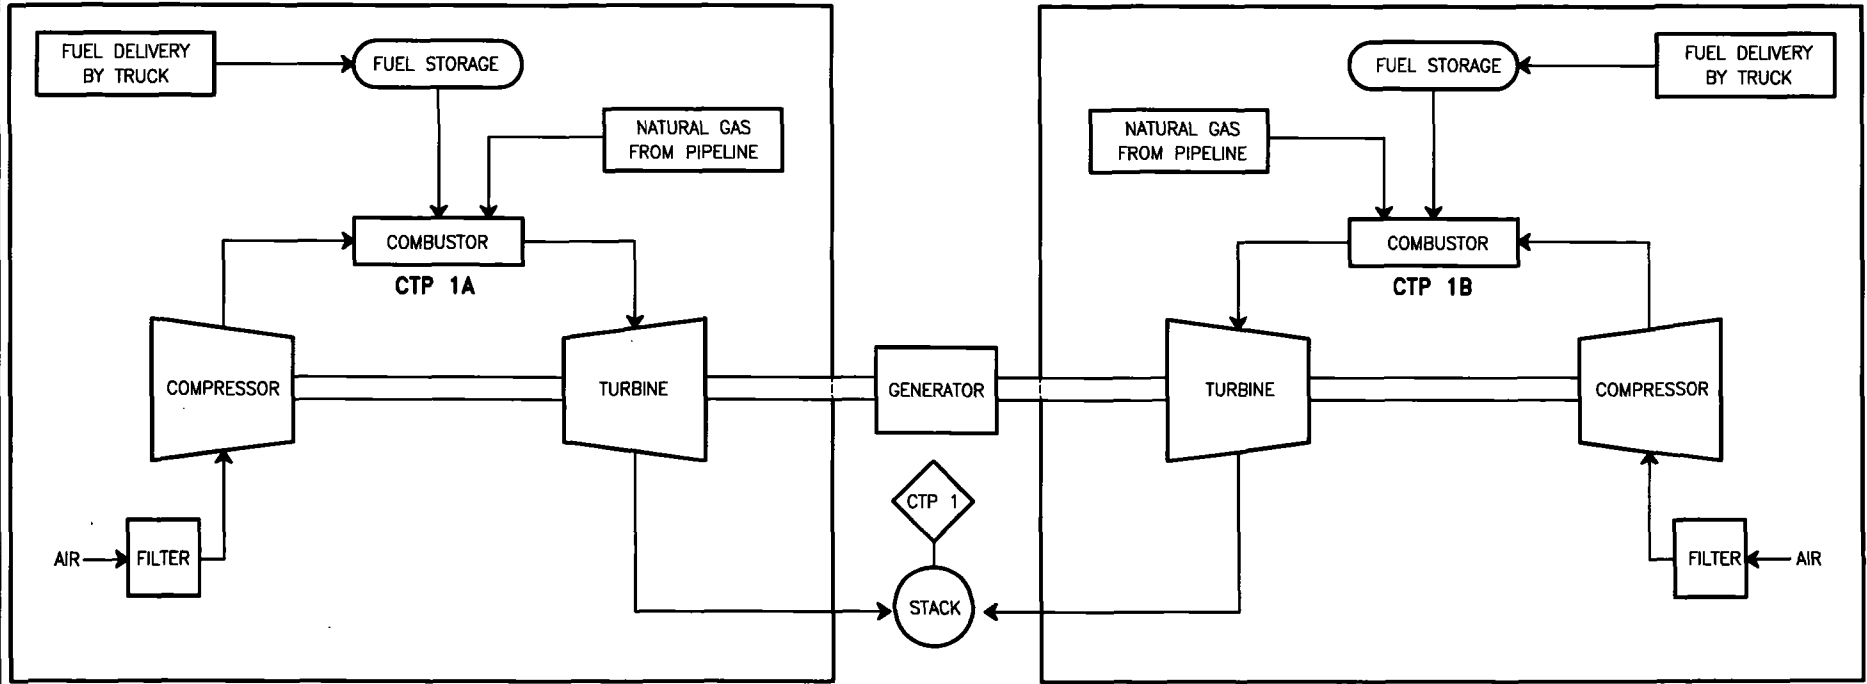 FUEL DELIVERY
BY TRUCK
FUEL STORAGE
NATURAL GAS
FROM PIPELINE
COMBUSTOR
CTP 1A
COMPRESSOR
TURBINE
AIR
FILTER
GENERATOR
CTP 1
STACK
FUEL STORAGE
FUEL DELIVERY
BY TRUCK
NATURAL GAS
FROM PIPELINE
COMBUSTOR
CTP 1B
TURBINE
COMPRESSOR
FILTER
AIR